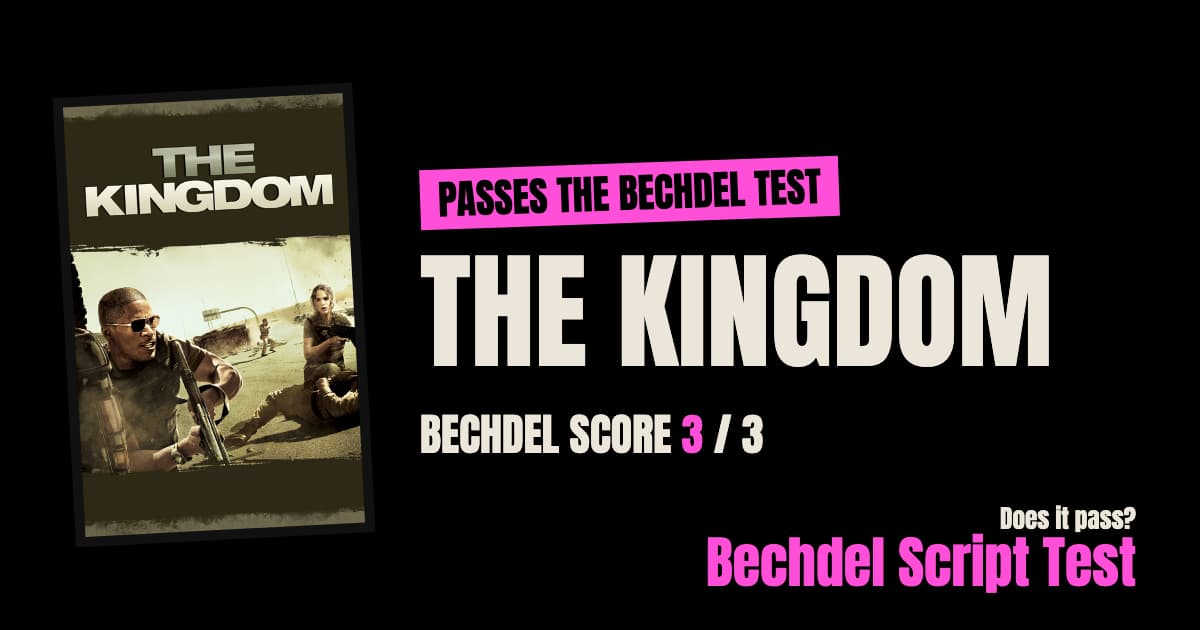 THE
KINGDOM
PASSES THE BECHDEL TEST
THE KINGDOM
BECHDEL SCORE 3 / 3
Does it pass?
Bechdel Script Test